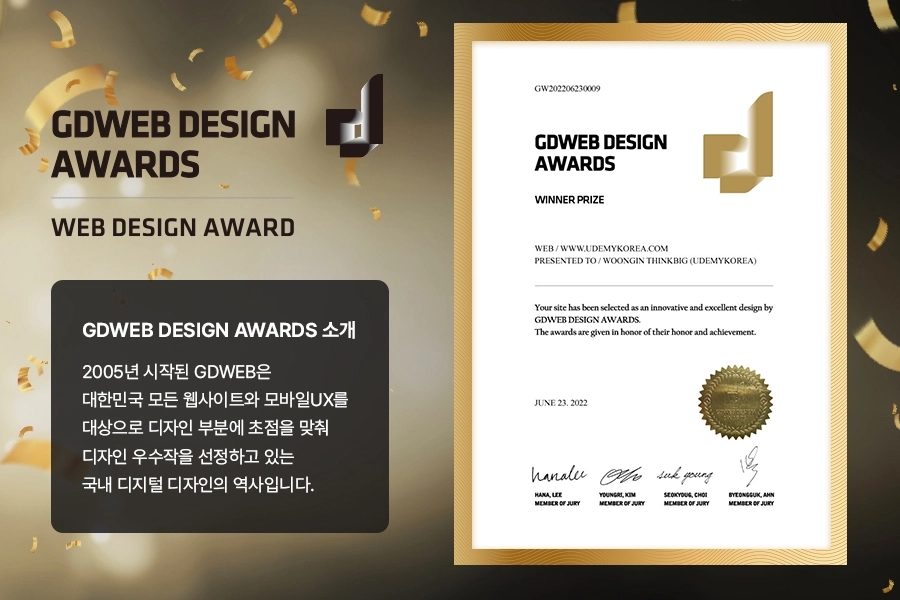 GDWEB DESIGN
AWARDS
WEB DESIGN AWARD
GDWEB DESIGN AWARDS 소개
2005년 시작된 GDWEB은
대한민국 모든 웹사이트와 모바일UX를
대상으로 디자인 부분에 초점을 맞춰
디자인 우수작을 선정하고 있는
국내 디지털 디자인의 역사입니다.
GW202206230009
GDWEB DESIGN
AWARDS
WINNER PRIZE
WEB / WWW.UDEMYKOREA.COM
PRESENTED TO / WOONGIN THINKBIG (UDEMYKOREA)
Your site has been selected as an innovative and excellent design by
GDWEB DESIGN AWARDS.
The awards are given in honor of their honor and achievement.
JUNE 23. 2022
hanalee
suk young
HANA, LEE YOUNGRI, KIM SEOKYOUG, CHOI BYEONGGUK, AHN
MEMBER OF JURY MEMBER OF JURY MEMBER OF JURY MEMBER OF JURY